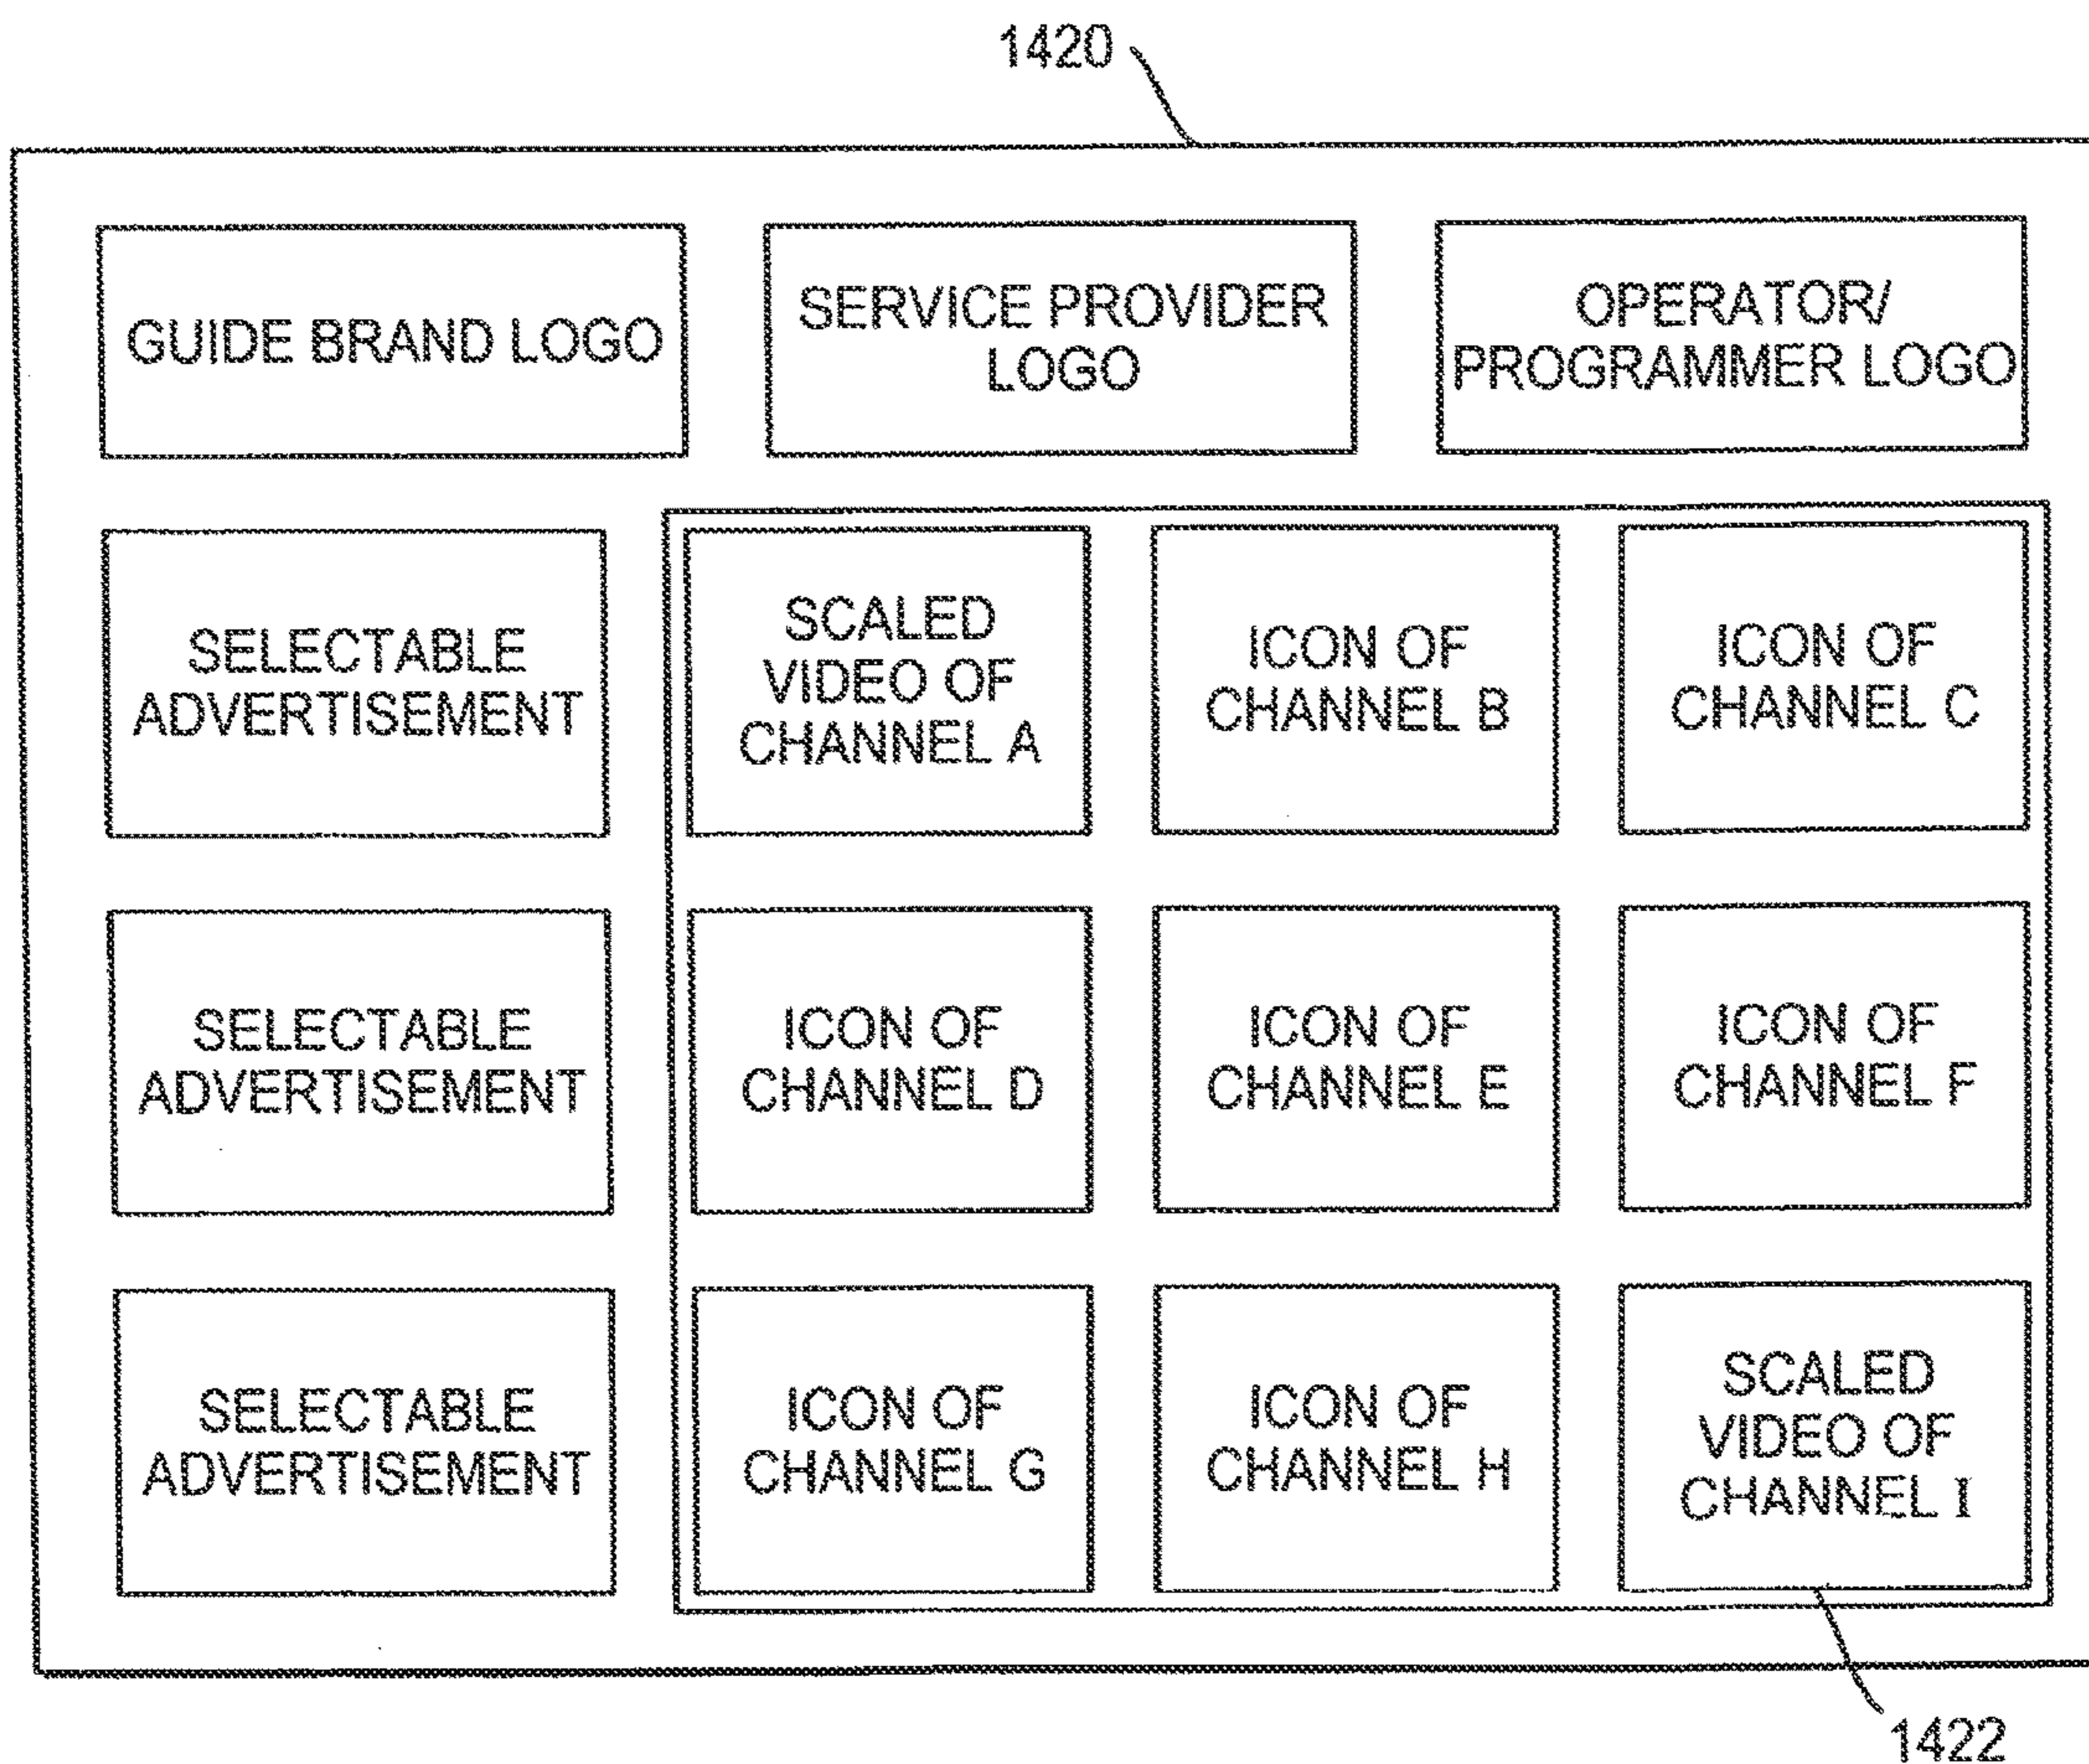 1420
GUIDE BRAND LOGO
SERVICE PROVIDER
LOGO
OPERATOR/
PROGRAMMER LOGO
SELECTABLE
ADVERTISEMENT
SCALED
VIDEO OF
CHANNEL A
ICON OF
CHANNEL B
ICON OF
CHANNEL C
SELECTABLE
ADVERTISEMENT
ICON OF
CHANNEL D
ICON OF
CHANNEL E
ICON OF
CHANNEL F
SELECTABLE
ADVERTISEMENT
ICON OF
CHANNEL G
ICON OF
CHANNEL H
SCALED
VIDEO OF
CHANNEL I
1422